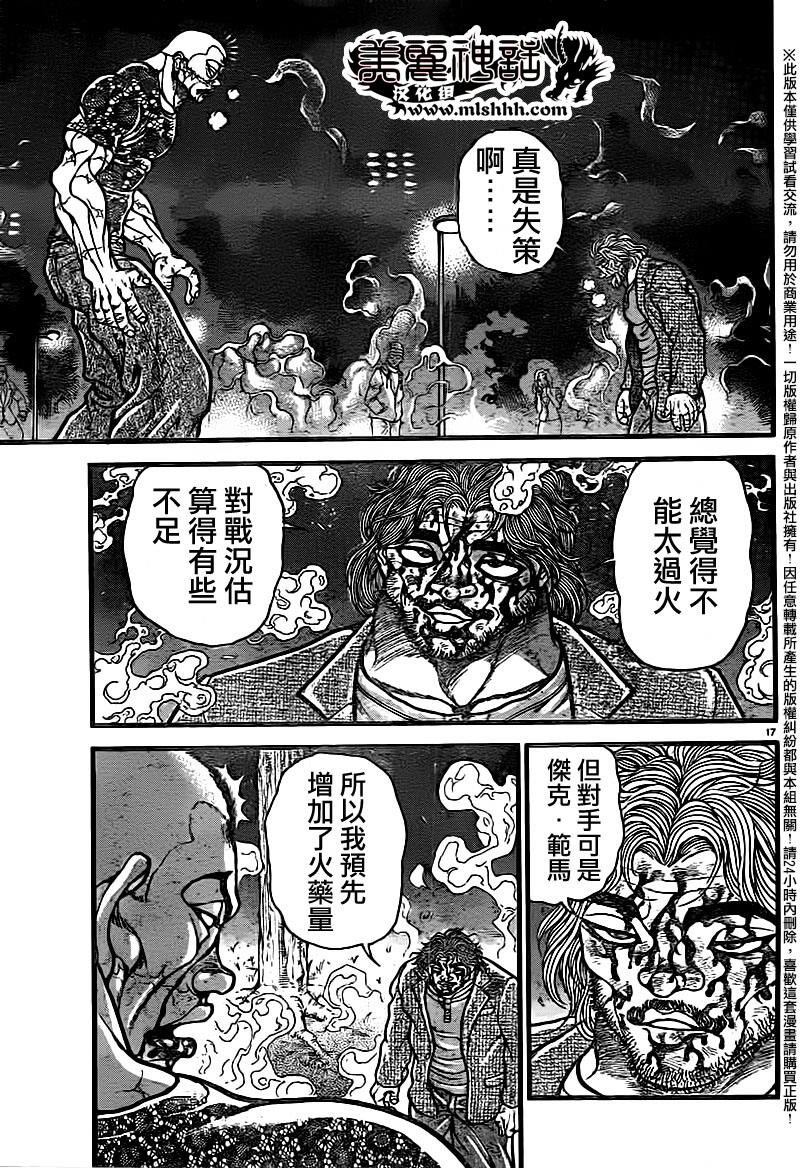 美麗神話
汉化组
www.mlshhh.com
真是失策
啊……
總覺得不
能太過火
對戰況估
算得有些
不足
17
但對手可是
傑克．範馬
所以我預先
增加了火藥量
※此版本僅供學習試看交流，請勿用於商業用途！一切版權歸原作者與出版社擁有！因任意轉載所產生的版權糾紛都與本組無關！請24小時內刪除，喜歡這套漫畫請購買正版！